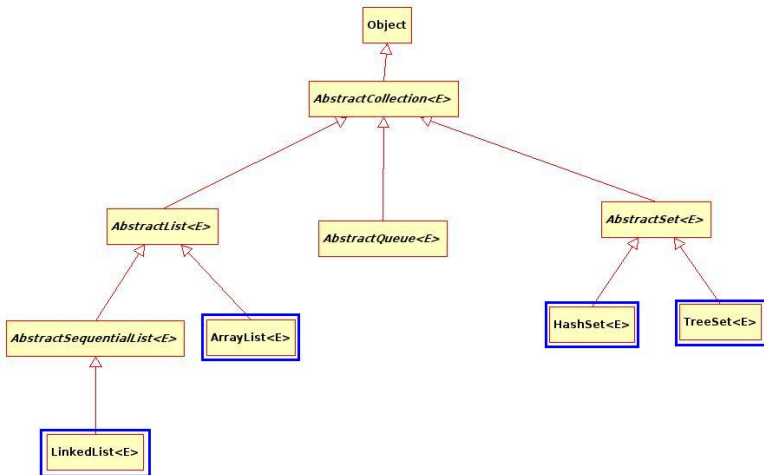 Object
AbstractCollection<E>
AbstractList<E>
AbstractQueue<E>
AbstractSet<E>
AbstractSequentialList<E>
ArrayList<E>
HashSet<E>
TreeSet<E>
LinkedList<E>